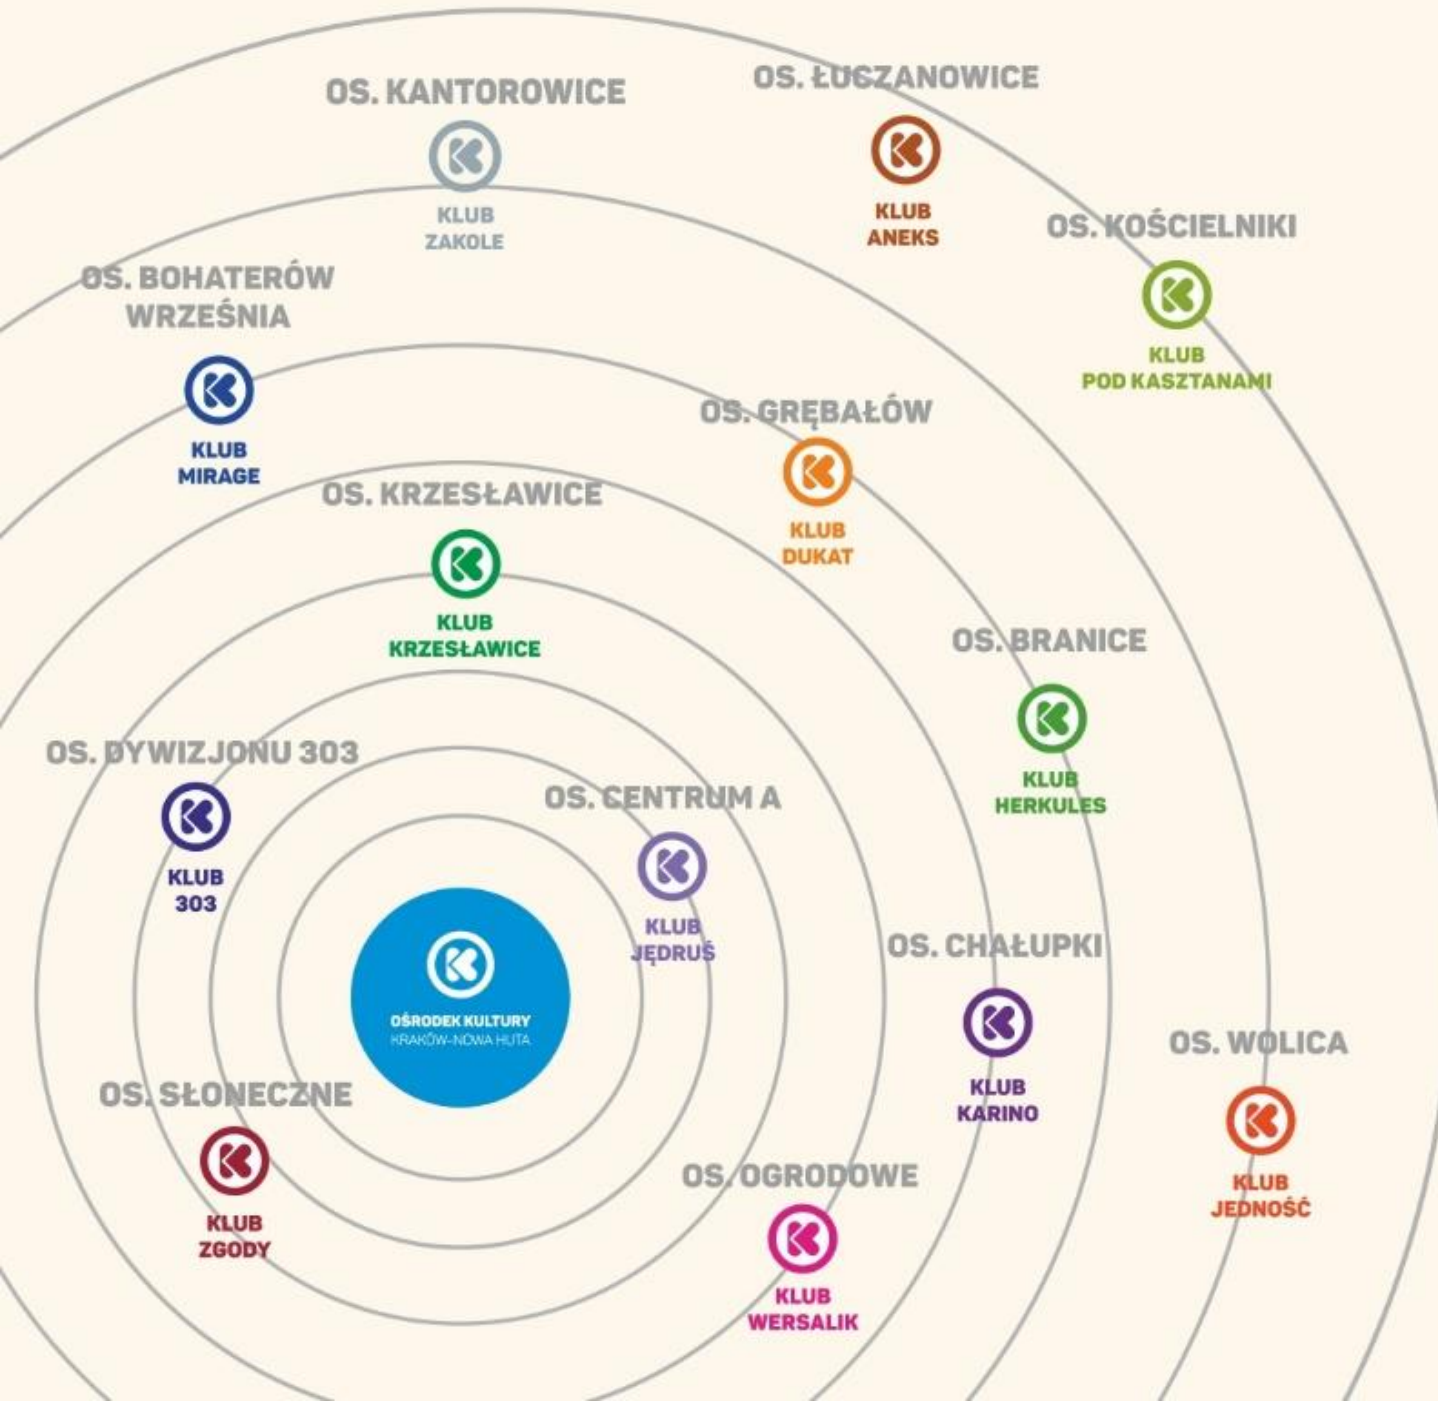 OS. KANTOROWICE
KLUB
ZAKOLE
OS. ŁUCZANOWICE
KLUB
ANEKS
OS. KOŚCIELNIKI
KLUB
POD KASZTANAMI
OS. BOHATERÓW
WRZEŚNIA
KLUB
MIRAGE
OS. GRĘBAŁÓW
KLUB
DUKAT
OS. KRZESŁAWICE
KLUB
KRZESŁAWICE
OS. BRANICE
KLUB
HERKULES
OS. DYWIZJONU 303
KLUB
303
OS. CENTRUM A
KLUB
JĘDRUŚ
OŚRODEK KULTURY
KRAKÓW-NOWA HUTA
OS. CHAŁUPKI
KLUB
KARINO
OS. WOLICA
KLUB
JEDNOŚĆ
OS. SŁONECZNE
KLUB
ZGODY
OS. OGRODOWE
KLUB
WERSALIK